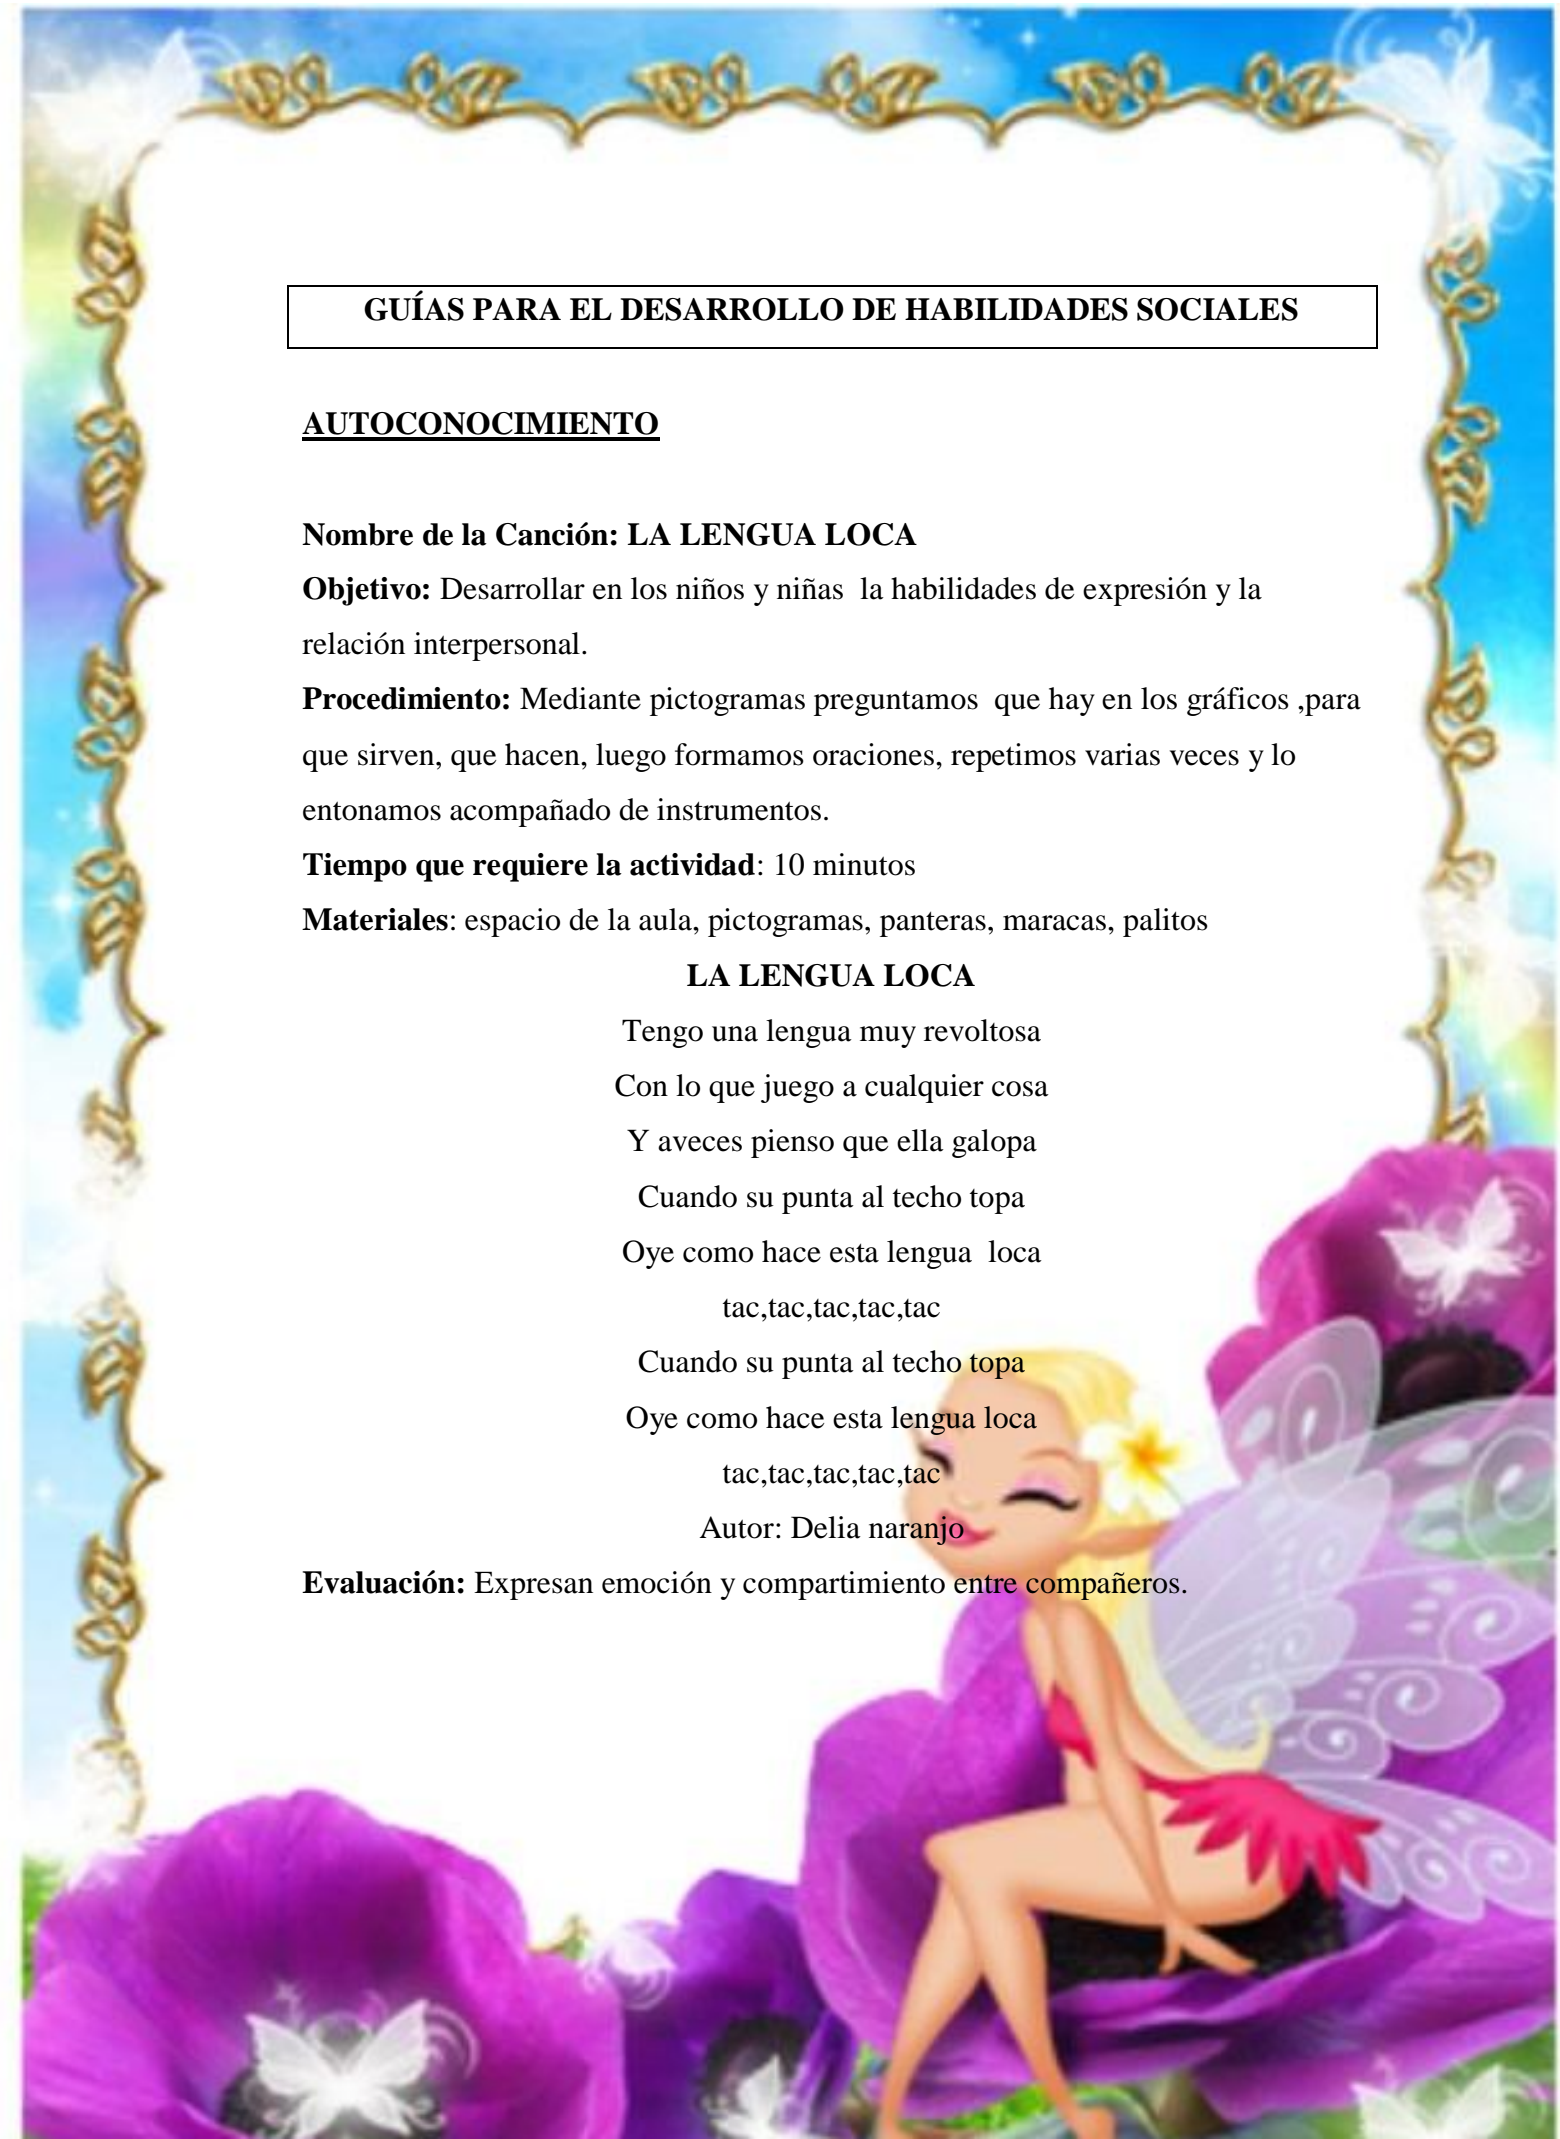 GUÍAS PARA EL DESARROLLO DE HABILIDADES SOCIALES
AUTOCONOCIMIENTO
Nombre de la Canción: LA LENGUA LOCA
Objetivo: Desarrollar en los niños y niñas  la habilidades de expresión y la
relación interpersonal.
Procedimiento: Mediante pictogramas preguntamos  que hay en los gráficos ,para
que sirven, que hacen, luego formamos oraciones, repetimos varias veces y lo
entonamos acompañado de instrumentos.
Tiempo que requiere la actividad: 10 minutos
Materiales: espacio de la aula, pictogramas, panteras, maracas, palitos
LA LENGUA LOCA
Tengo una lengua muy revoltosa
Con lo que juego a cualquier cosa
Y aveces pienso que ella galopa
Cuando su punta al techo topa
Oye como hace esta lengua  loca
tac,tac,tac,tac,tac
Cuando su punta al techo topa
Oye como hace esta lengua loca
tac,tac,tac,tac,tac
Autor: Delia naranjo
Evaluación: Expresan emoción y compartimiento entre compañeros.